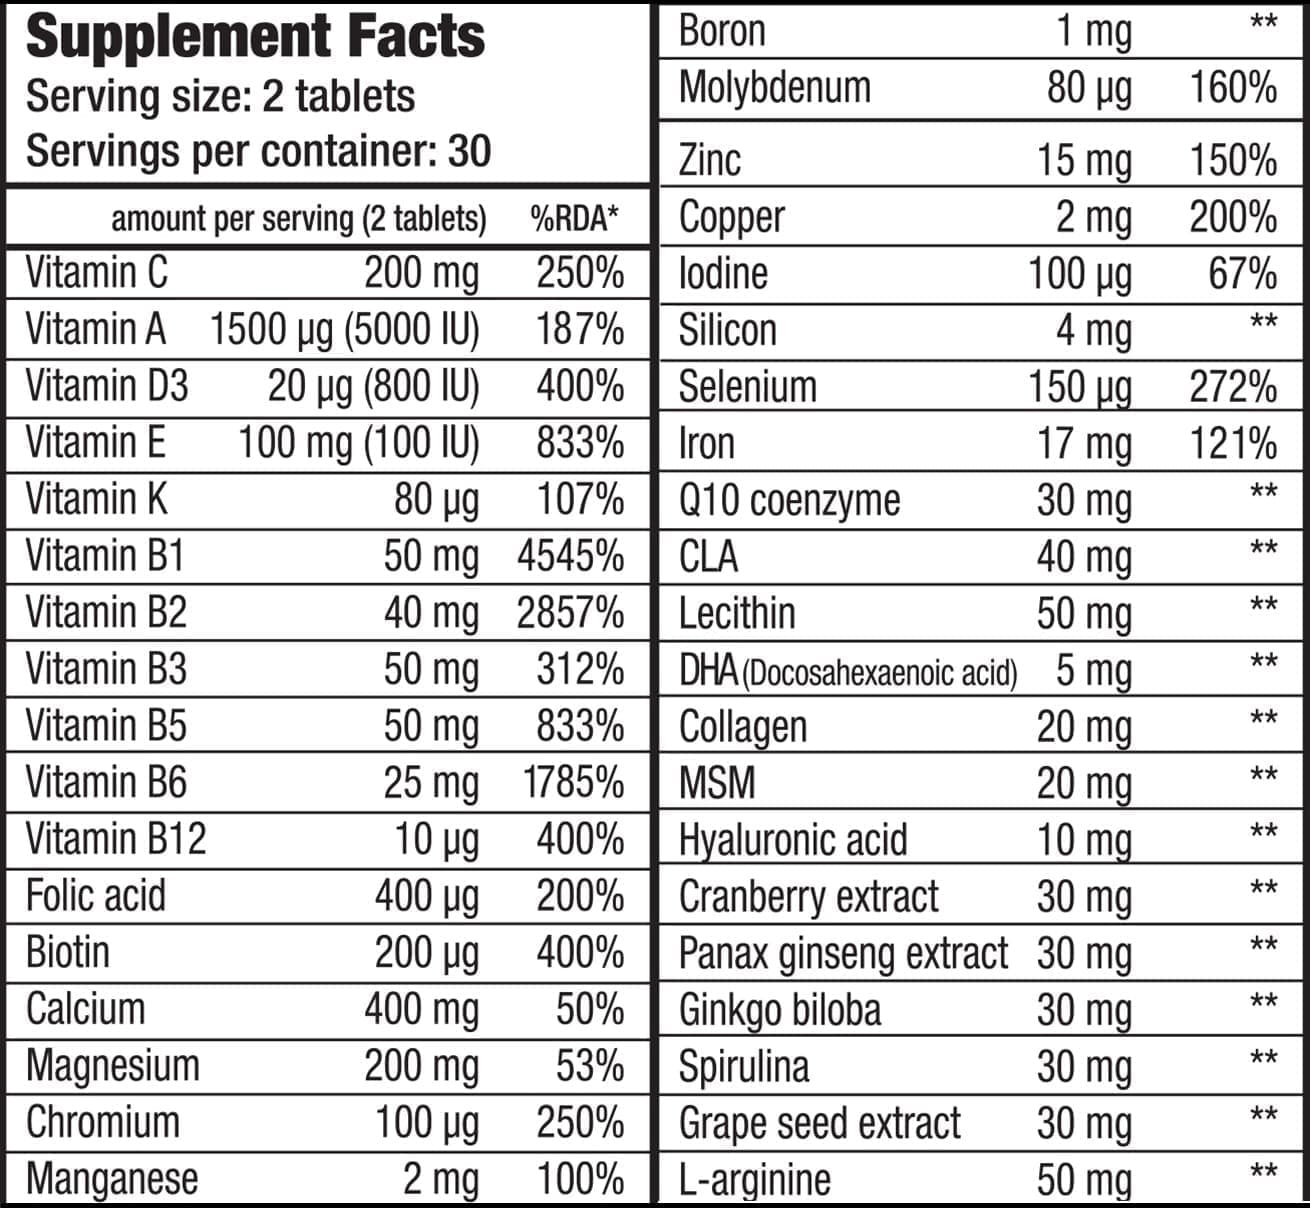 Supplement Facts
Serving size: 2 tablets
Servings per container: 30
amount per serving (2 tablets) %RDA*
Vitamin C 200 mg 250%
Vitamin A 1500 µg (5000 IU) 187%
Vitamin D3 20 µg (800 IU) 400%
Vitamin E 100 mg (100 IU) 833%
Vitamin K 80 µg 107%
Vitamin B1 50 mg 4545%
Vitamin B2 40 mg 2857%
Vitamin B3 50 mg 312%
Vitamin B5 50 mg 833%
Vitamin B6 25 mg 1785%
Vitamin B12 10 µg 400%
Folic acid 400 µg 200%
Biotin 200 µg 400%
Calcium 400 mg 50%
Magnesium 200 mg 53%
Chromium 100 µg 250%
Manganese 2 mg 100%
Boron 1 mg **
Molybdenum 80 µg 160%
Zinc 15 mg 150%
Copper 2 mg 200%
Iodine 100 µg 67%
Silicon 4 mg **
Selenium 150 µg 272%
Iron 17 mg 121%
Q10 coenzyme 30 mg **
CLA 40 mg **
Lecithin 50 mg **
DHA (Docosahexaenoic acid) 5 mg **
Collagen 20 mg **
MSM 20 mg **
Hyaluronic acid 10 mg **
Cranberry extract 30 mg **
Panax ginseng extract 30 mg **
Ginkgo biloba 30 mg **
Spirulina 30 mg **
Grape seed extract 30 mg **
L-arginine 50 mg **